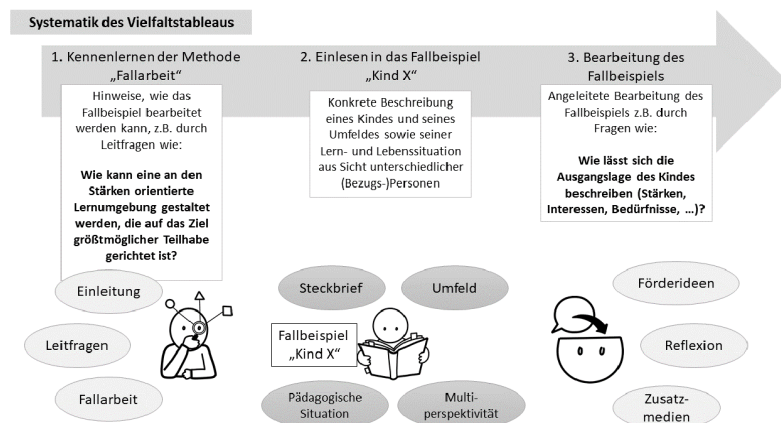 Systematik des Vielfaltstableaus
1. Kennenlernen der Methode
„Fallarbeit“
Hinweise, wie das
Fallbeispiel bearbeitet
werden kann, z.B. durch
Leitfragen wie:
Wie kann eine an den
Stärken orientierte
Lernumgebung gestaltet
werden, die auf das Ziel
größtmöglicher Teilhabe
gerichtet ist?
Einleitung
Leitfragen
Fallarbeit
2. Einlesen in das Fallbeispiel
„Kind X“
Konkrete Beschreibung
eines Kindes und seines
Umfeldes sowie seiner
Lern- und Lebenssituation
aus Sicht unterschiedlicher
(Bezugs-)Personen
Steckbrief
Umfeld
Fallbeispiel
„Kind X“
Pädagogische
Situation
Multi-
perspektivität
3. Bearbeitung des
Fallbeispiels
Angeleitete Bearbeitung des
Fallbeispiels z.B. durch
Fragen wie:
Wie lässt sich die
Ausgangslage des Kindes
beschreiben (Stärken,
Interessen, Bedürfnisse, …)?
Förderideen
Reflexion
Zusatz-
medien